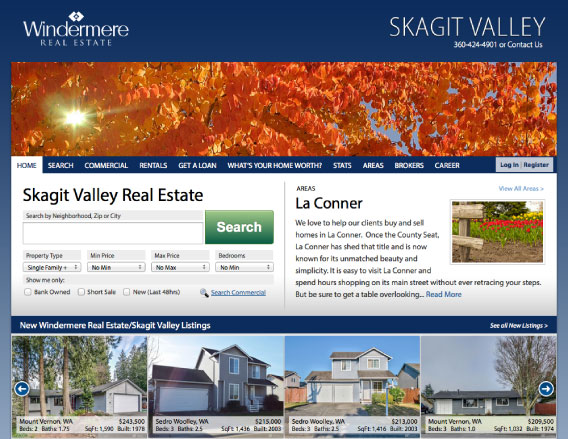 Windermere
REAL ESTATE
SKAGIT VALLEY
360-424-4901 or Contact Us
HOME SEARCH COMMERCIAL RENTALS GET A LOAN WHAT'S YOUR HOME WORTH? STATS AREAS BROKERS CAREER Log in | Register
Skagit Valley Real Estate
Search by Neighborhood, Zip or City
Search
Property Type Min Price Max Price Bedrooms
Single Family + No Min No Max No Min
Show me only:
Bank Owned Short Sale New (Last 48hrs) Search Commercial
AREAS View All Areas >
La Conner
We love to help our clients buy and sell
homes in La Conner. Once the County Seat,
La Conner has shed that title and is now
known for its unmatched beauty and
simplicity. It is easy to visit La Conner and
spend hours shopping on its main street without ever retracing your steps.
But be sure to get a table overlooking... Read More
New Windermere Real Estate/Skagit Valley Listings See all New Listings >
Mount Vernon, WA $243,500
Beds: 2 Baths: 1.75 SqFt: 1,590 Built: 1978
Sedro Woolley, WA $215,000
Beds: 3 Baths: 2.5 SqFt: 1,436 Built: 2003
Sedro Woolley, WA $213,000
Beds: 3 Baths: 2.5 SqFt: 1,416 Built: 2003
Mount Vernon, WA $209,500
Beds: 3 Baths: 1.0 SqFt: 1,032 Built: 1974